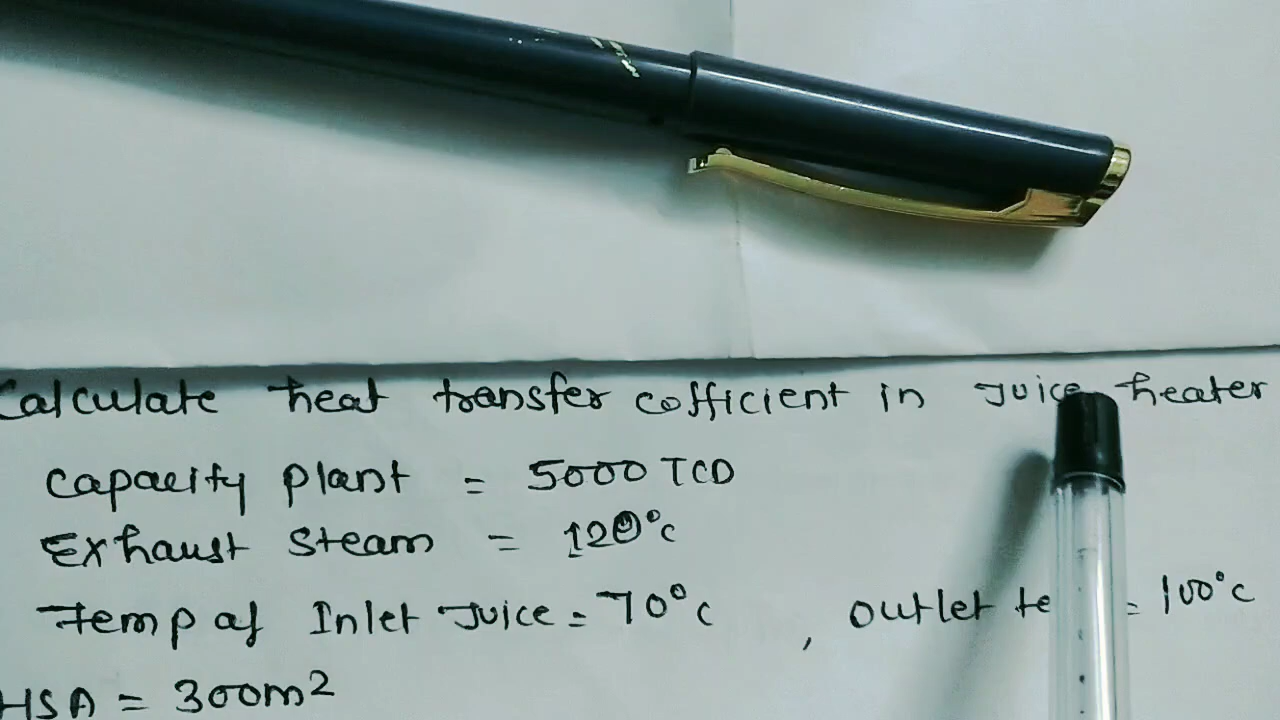 Calculate heat transfer cofficient in Juice heater
capacity plant = 5000 TCD
Exhaust steam = 120°c
Temp of Inlet Juice = 70°c , outlet te = 100°c
HSA = 300m2